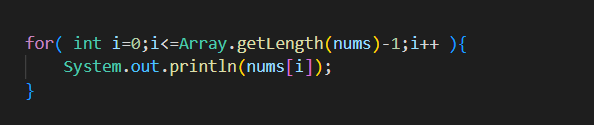 for( int i=0;i<=Array.getLength(nums)-1;i++ ){
    System.out.println(nums[i]);
}